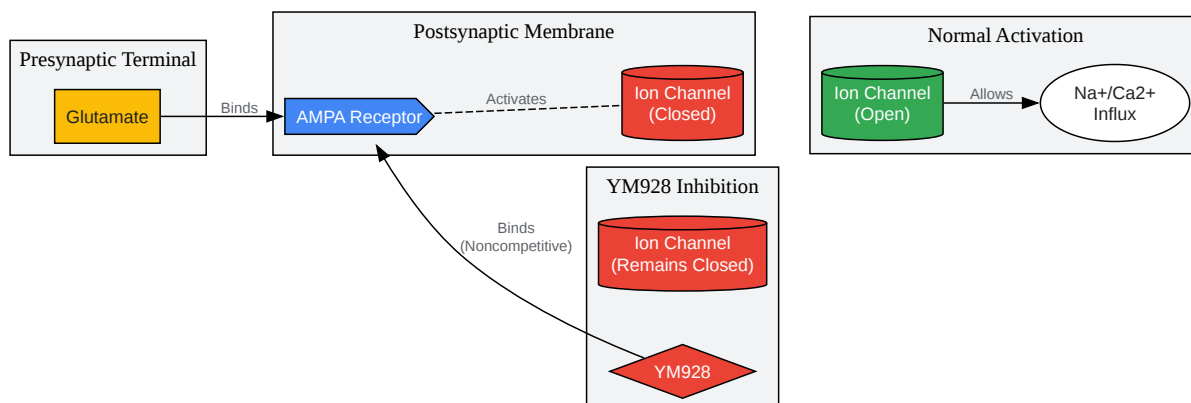 Presynaptic Terminal
Glutamate
Binds
Postsynaptic Membrane
AMPA Receptor
Activates
Ion Channel
(Closed)
Normal Activation
Ion Channel
(Open)
Allows
Na+/Ca2+
Influx
YM928 Inhibition
Ion Channel
(Remains Closed)
Binds
(Noncompetitive)
YM928